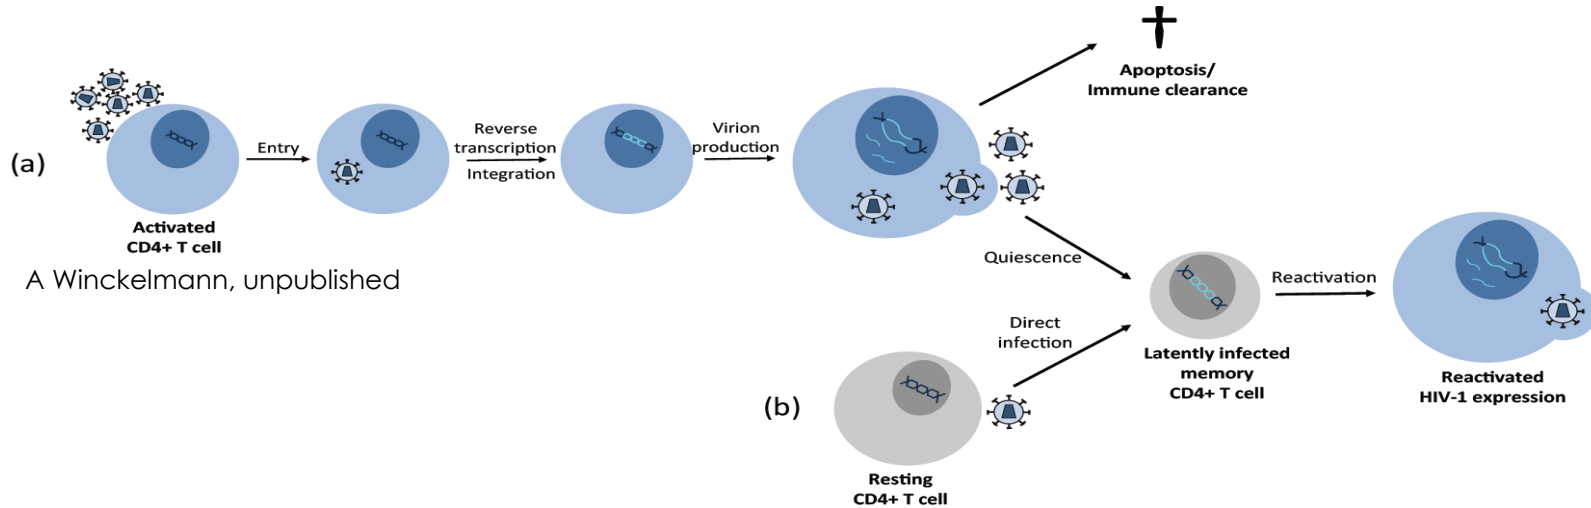 (a)
Activated
CD4+ T cell
A Winckelmann, unpublished
Entry
Reverse
transcription
Integration
Virion
production
Apoptosis/
Immune clearance
Quiescence
(b)
Resting
CD4+ T cell
Direct
infection
Latently infected
memory
CD4+ T cell
Reactivation
Reactivated
HIV-1 expression